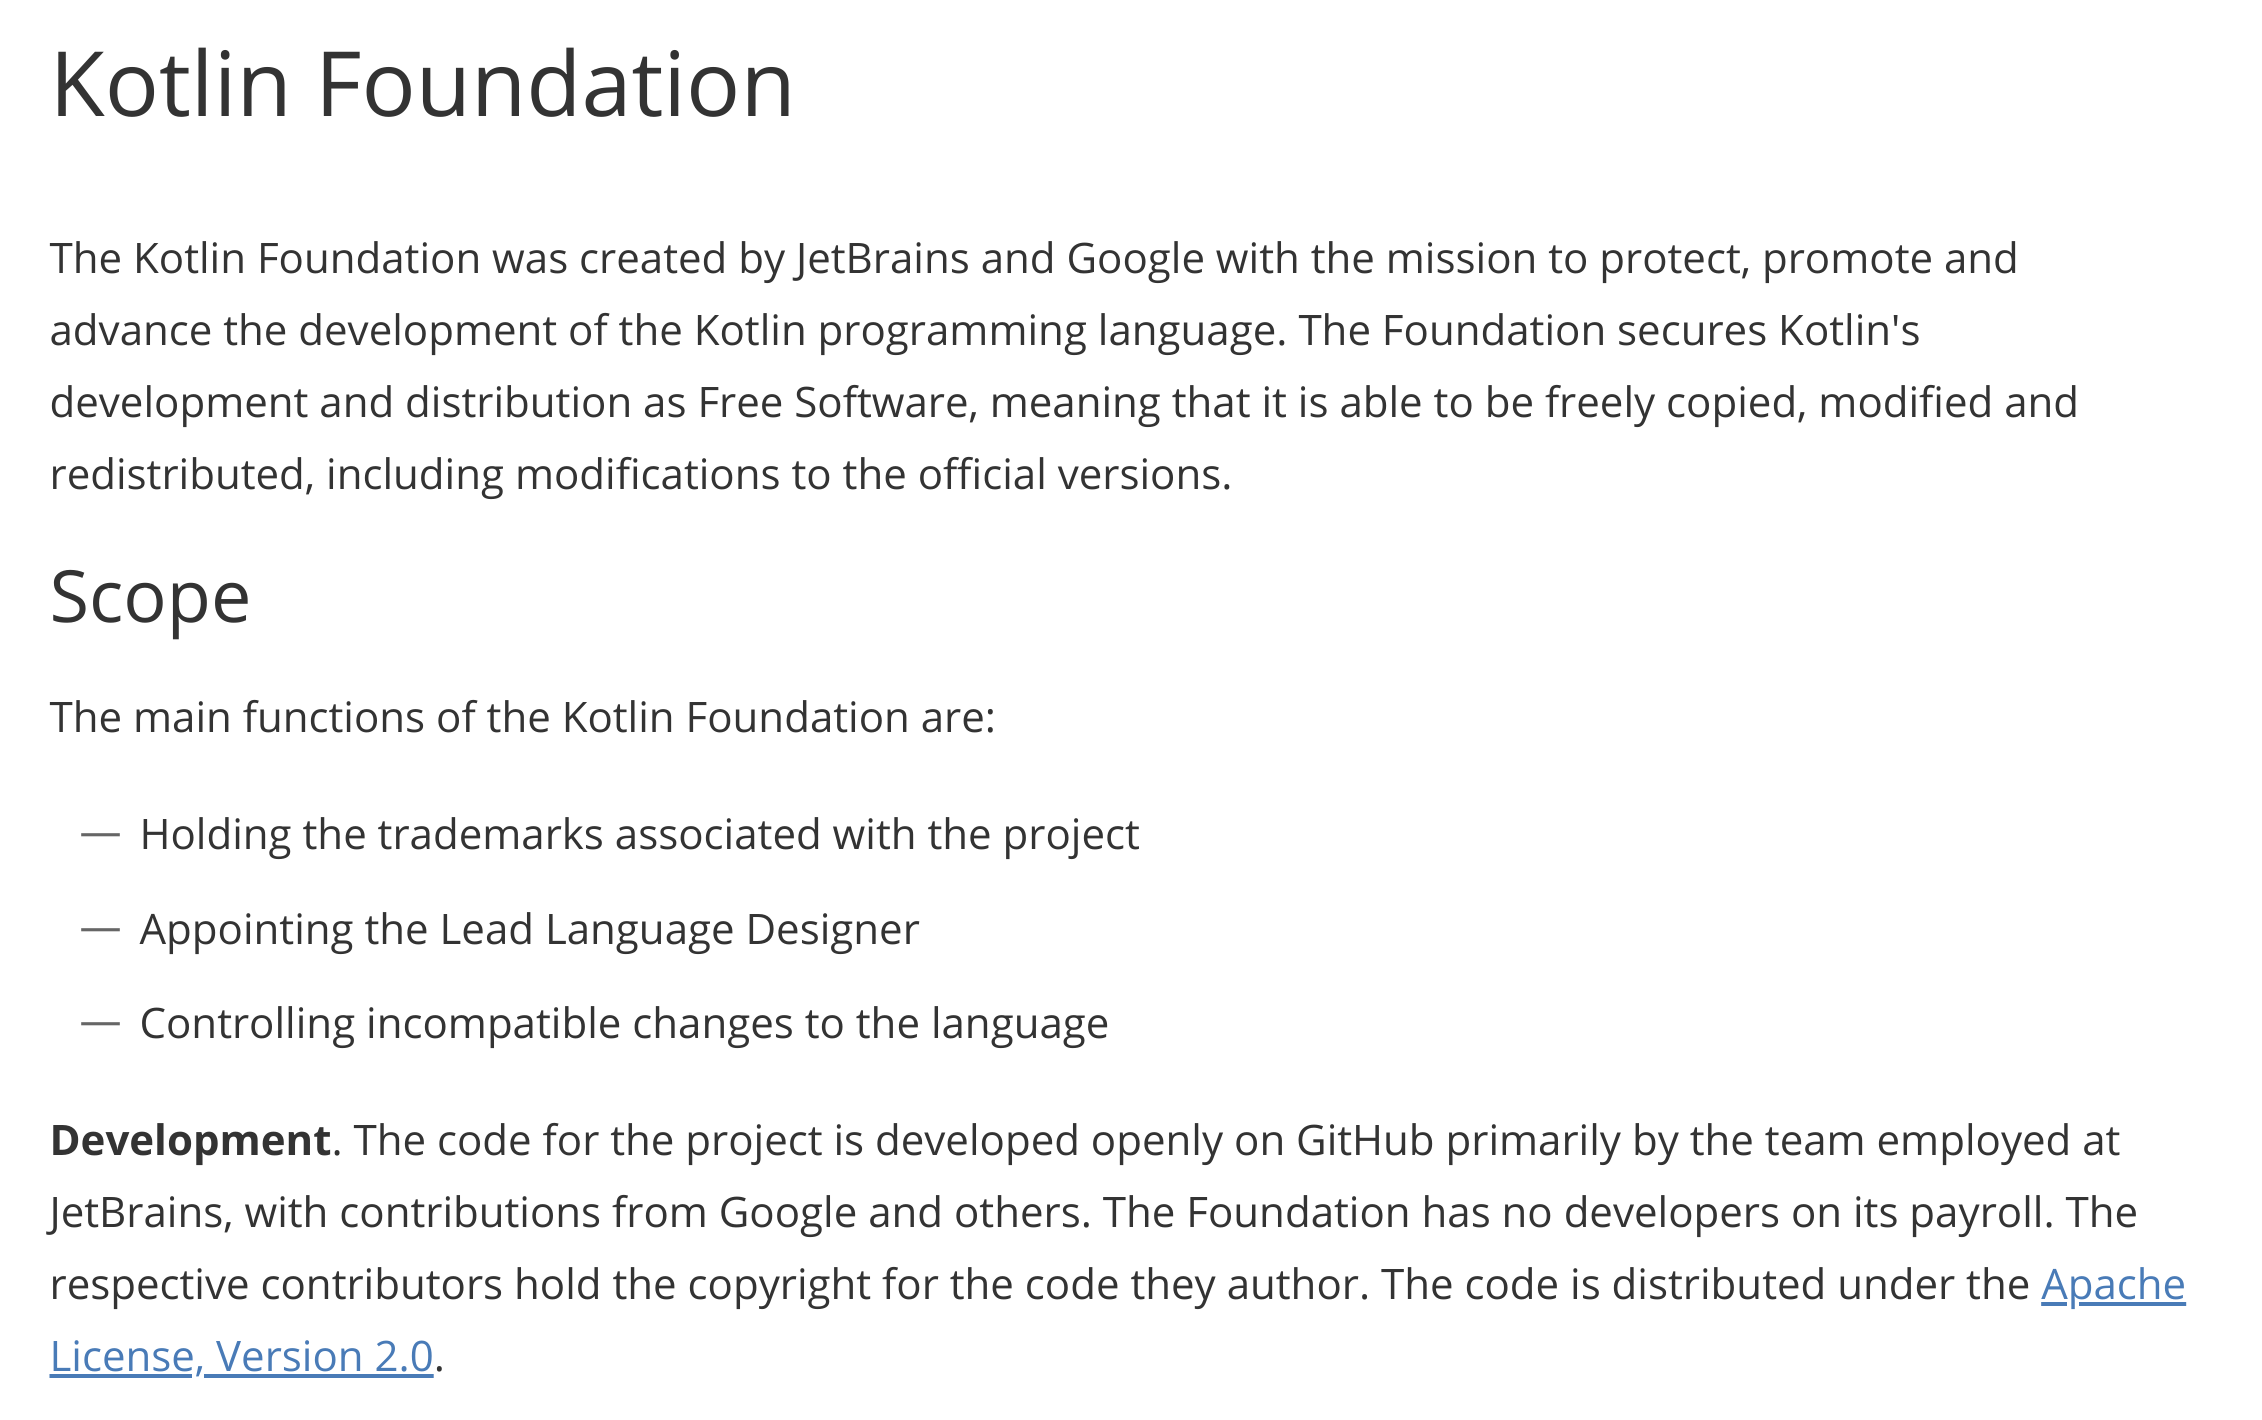 Kotlin Foundation
The Kotlin Foundation was created by JetBrains and Google with the mission to protect, promote and
advance the development of the Kotlin programming language. The Foundation secures Kotlin's
development and distribution as Free Software, meaning that it is able to be freely copied, modified and
redistributed, including modifications to the official versions.
Scope
The main functions of the Kotlin Foundation are:
— Holding the trademarks associated with the project
— Appointing the Lead Language Designer
— Controlling incompatible changes to the language
Development. The code for the project is developed openly on GitHub primarily by the team employed at
JetBrains, with contributions from Google and others. The Foundation has no developers on its payroll. The
respective contributors hold the copyright for the code they author. The code is distributed under the Apache
License, Version 2.0.